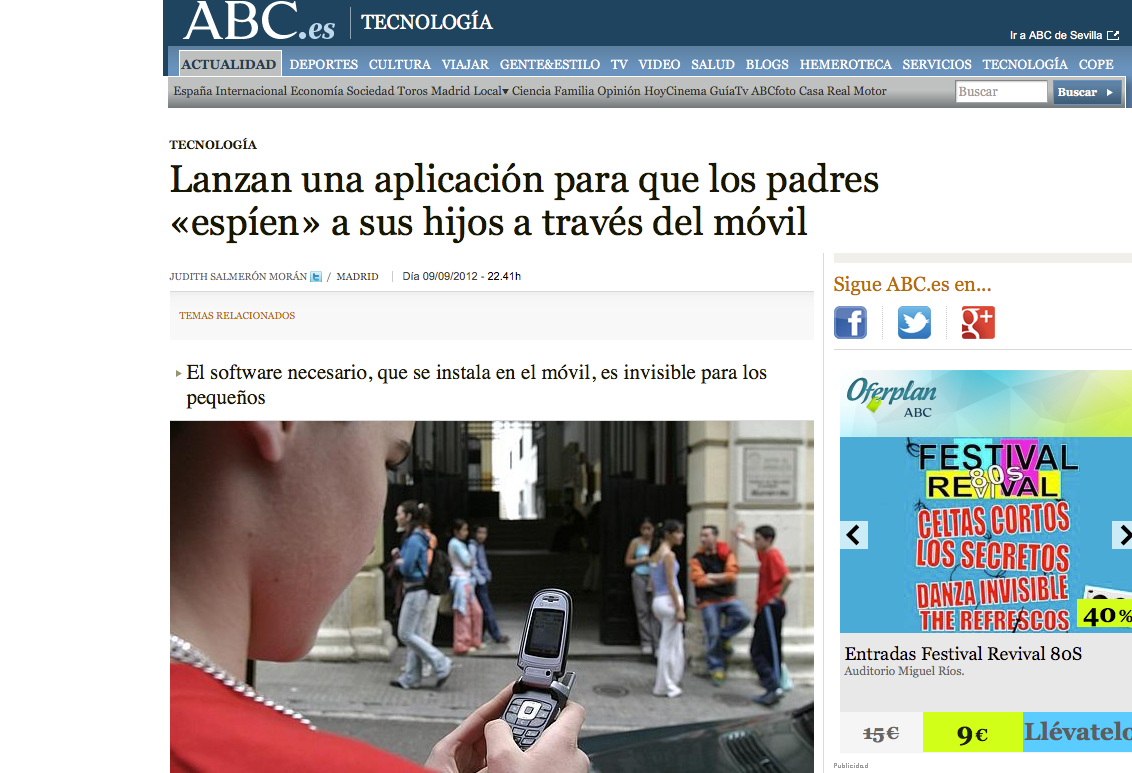 ABC.es TECNOLOGÍA
Ir a ABC de Sevilla
ACTUALIDAD DEPORTES CULTURA VIAJAR GENTE&ESTILO TV VIDEO SALUD BLOGS HEMEROTECA SERVICIOS TECNOLOGÍA COPE
España Internacional Economía Sociedad Toros Madrid Local▾ Ciencia Familia Opinión HoyCinema GuíaTv ABCfoto Casa Real Motor
Buscar Buscar
TECNOLOGÍA
Lanzan una aplicación para que los padres
«espíen» a sus hijos a través del móvil
JUDITH SALMERÓN MORÁN / MADRID Día 09/09/2012 - 22.41h
TEMAS RELACIONADOS
El software necesario, que se instala en el móvil, es invisible para los
pequeños
Sigue ABC.es en...
Oferplan
ABC
FESTIVAL
80s
REVIVAL
CELTAS CORTOS
LOS SECRETOS
DANZA INVISIBLE
THE REFRESCOS
40%
Entradas Festival Revival 80S
Auditorio Miguel Ríos.
15€ 9€ Llévatelo
Publicidad